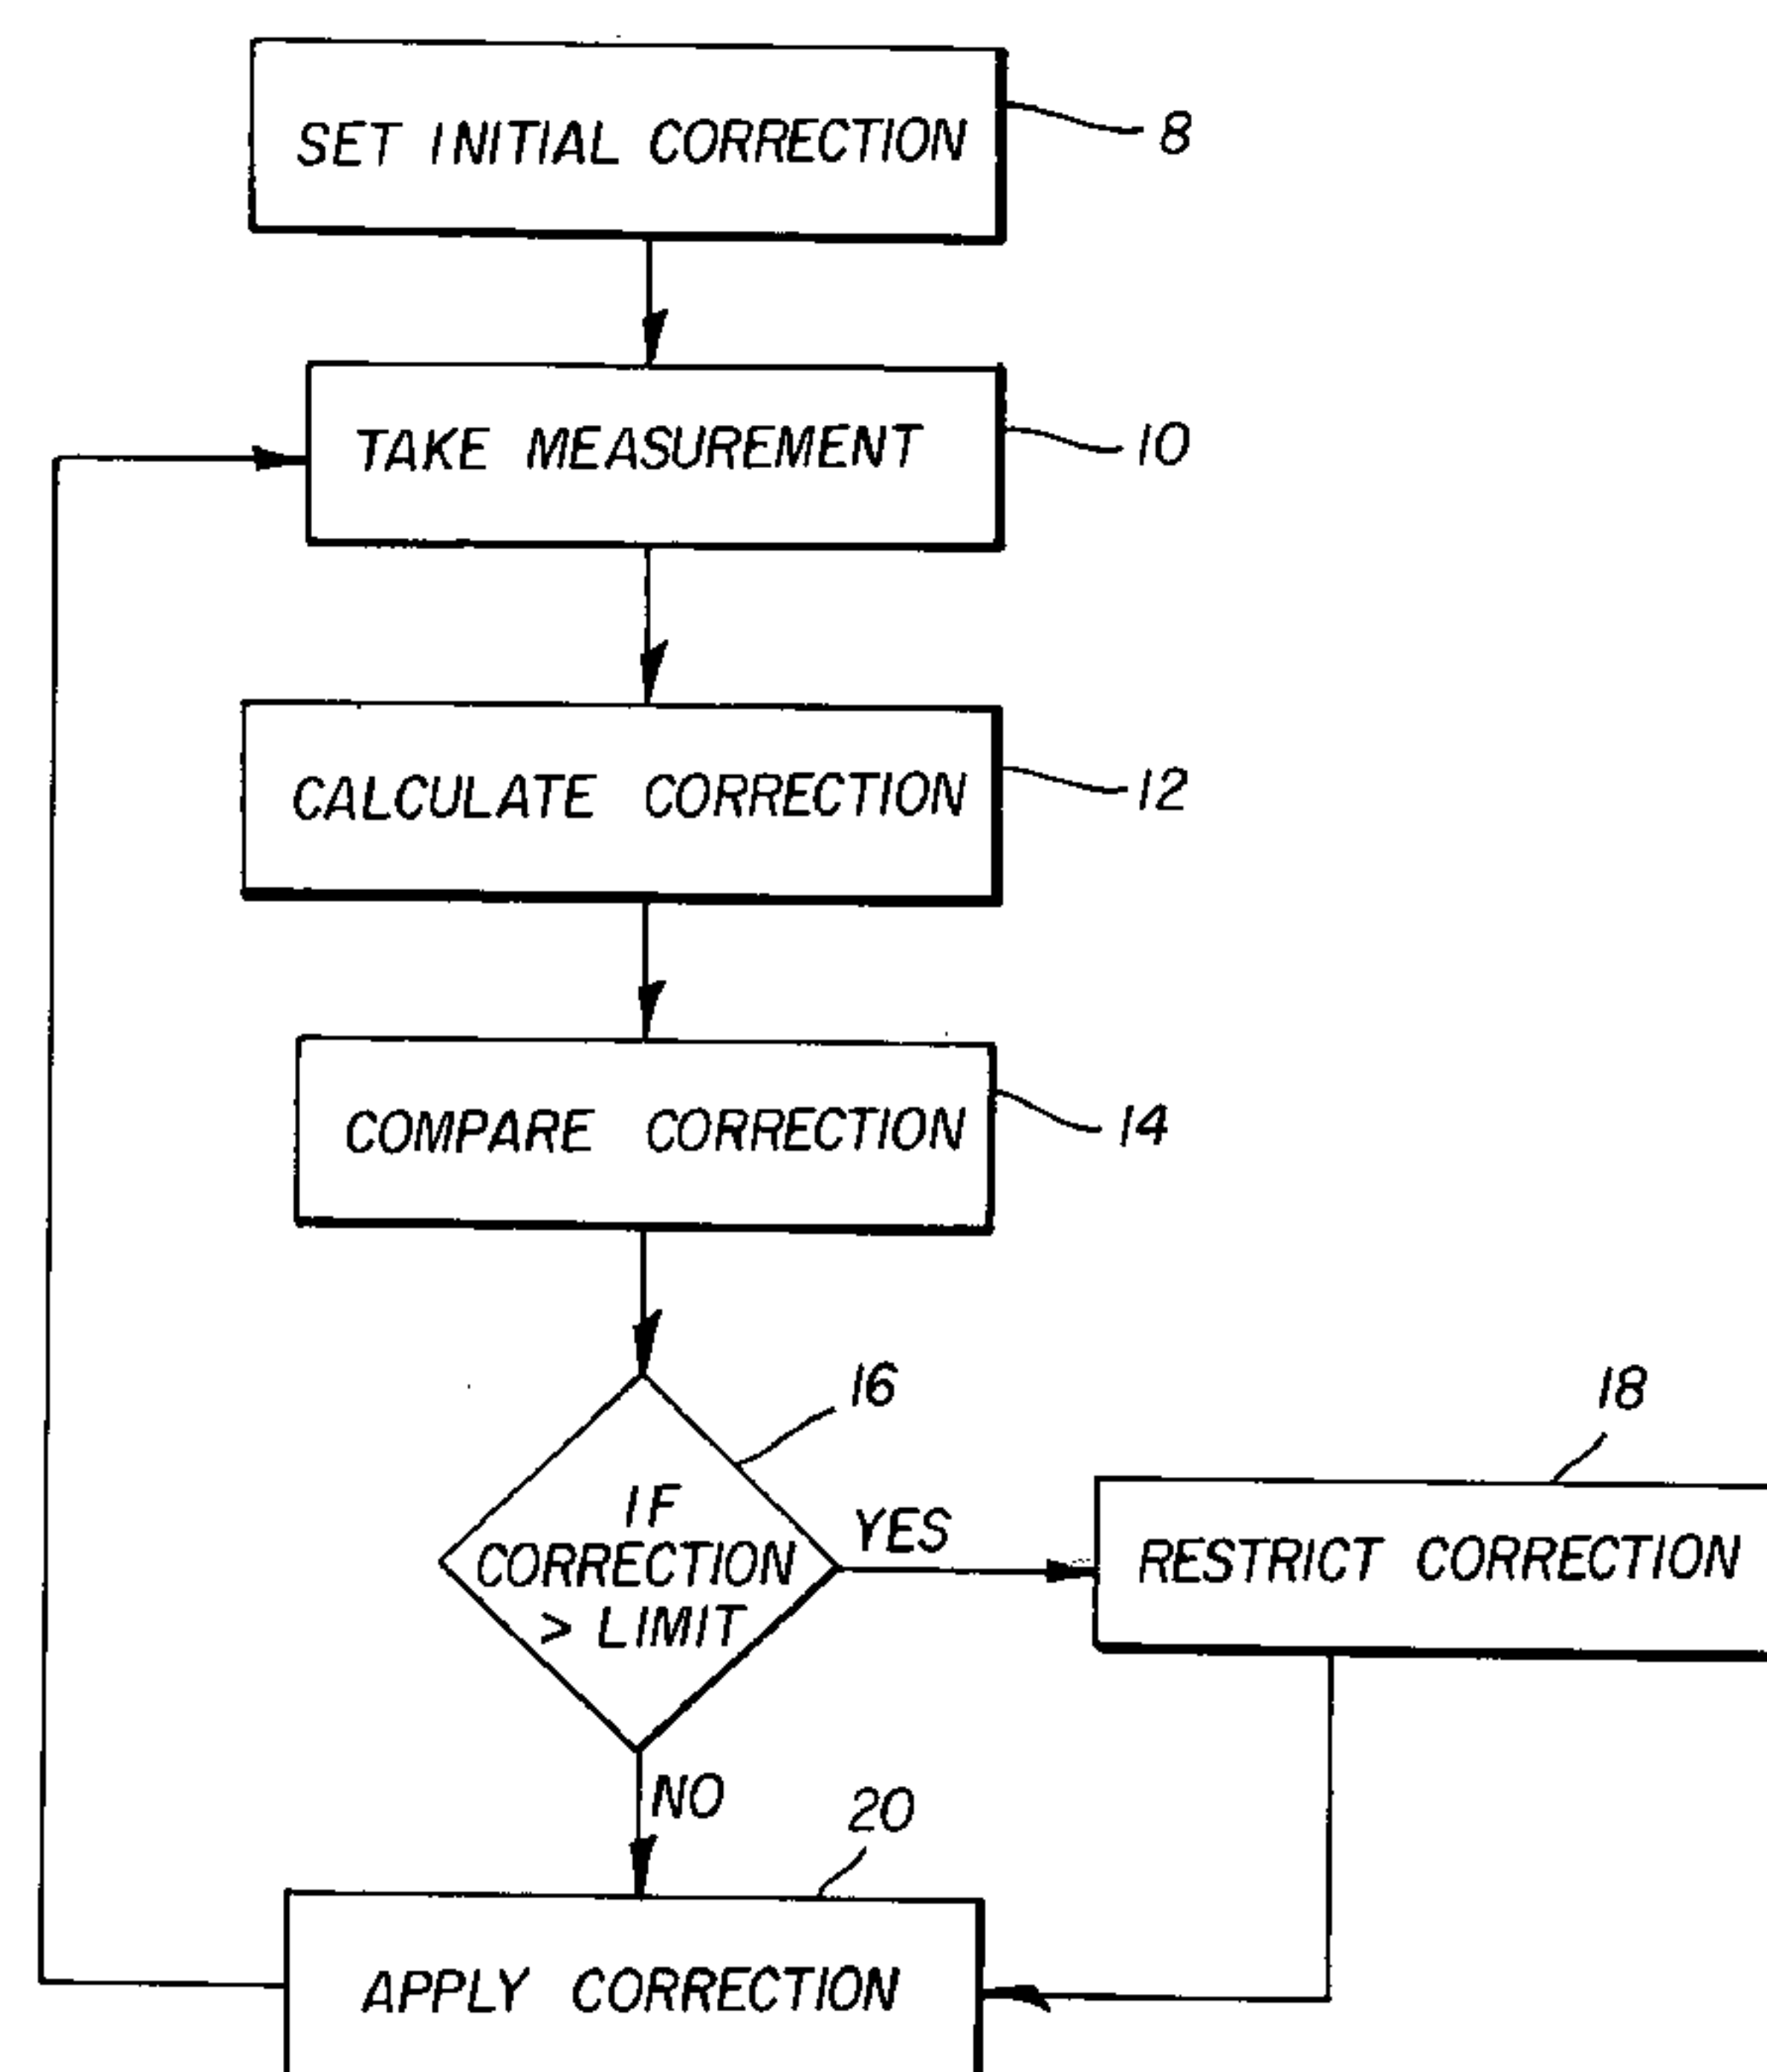 SET INITIAL CORRECTION
8
TAKE MEASUREMENT
10
CALCULATE CORRECTION
12
COMPARE CORRECTION
14
16
IF
CORRECTION
> LIMIT
YES
18
RESTRICT CORRECTION
NO
20
APPLY CORRECTION